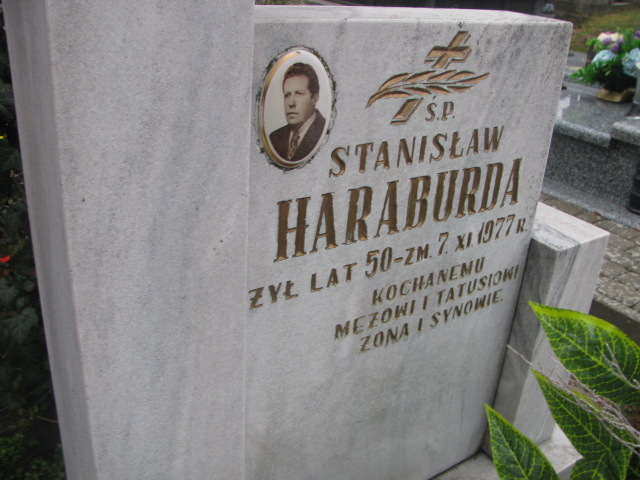 Ś.P.
STANISŁAW
HARABURDA
ŻYŁ LAT 50-ZM. 7. XI. 1977 R.
KOCHANEMU
MĘŻOWI I TATUSIOWI
ŻONA I SYNOWIE.